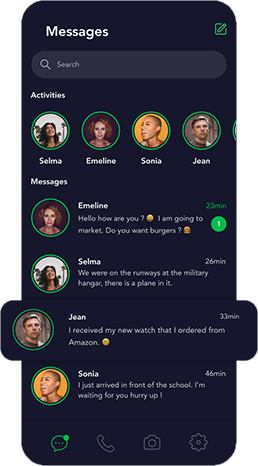 Messages
Search
Activities
Selma Emeline Sonia Jean
Messages
Emeline 23min
Hello how are you ? 😄 I am going to
market. Do you want burgers ? 🍔
1
Selma 26min
We were on the runways at the military
hangar, there is a plane in it.
Jean 33min
I received my new watch that I ordered from
Amazon. 😄
Sonia 46min
I just arrived in front of the school. I'm
waiting for you hurry up !